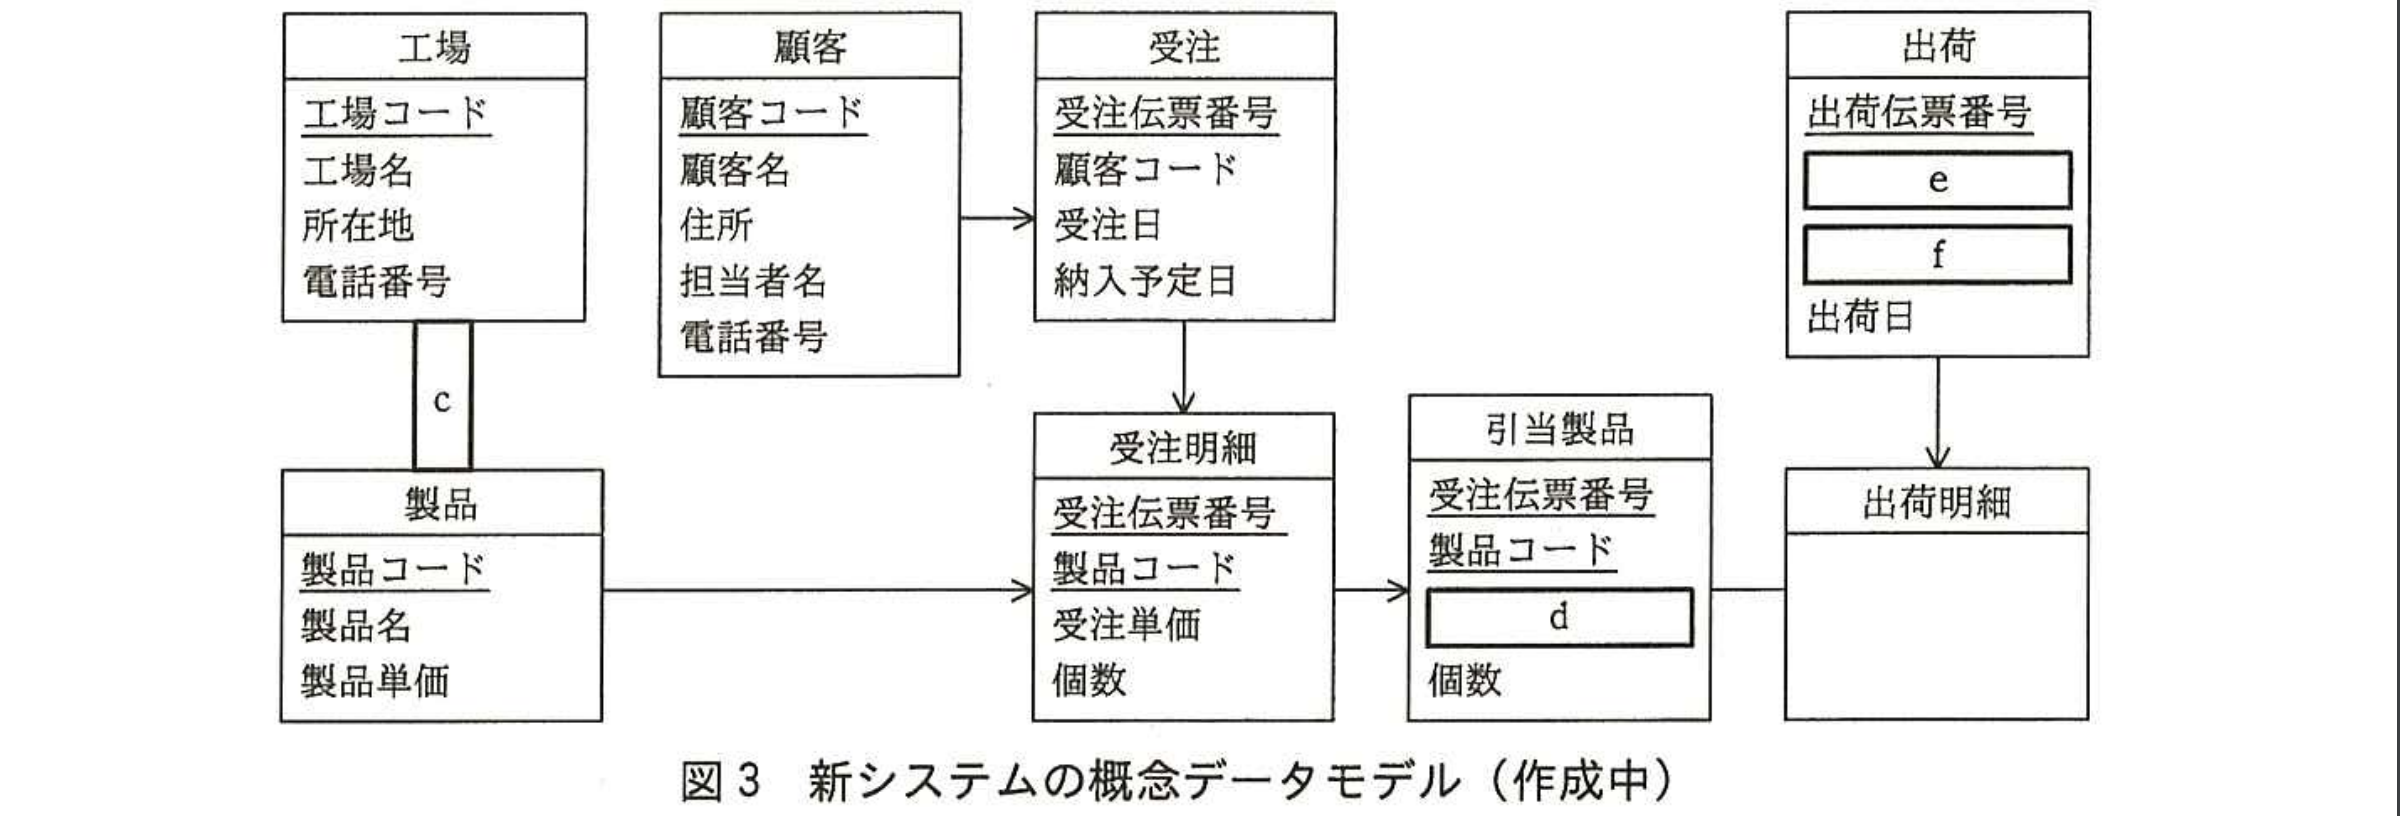 工場
工場コード
工場名
所在地
電話番号
c
製品
製品コード
製品名
製品単価
顧客
顧客コード
顧客名
住所
担当者名
電話番号
受注
受注伝票番号
顧客コード
受注日
納入予定日
受注明細
受注伝票番号
製品コード
受注単価
個数
引当製品
受注伝票番号
製品コード
d
個数
出荷
出荷伝票番号
e
f
出荷日
出荷明細
図3 新システムの概念データモデル（作成中）